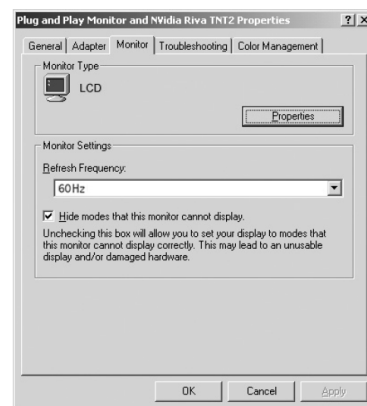 Plug and Play Monitor and NVidia Riva TNT2 Properties
General Adapter Monitor Troubleshooting Color Management
Monitor Type
LCD
Properties
Monitor Settings
Refresh Frequency:
60Hz
Hide modes that this monitor cannot display.
Unchecking this box will allow you to set your display to modes that
this monitor cannot display correctly. This may lead to an unusable
display and/or damaged hardware.
OK Cancel Apply